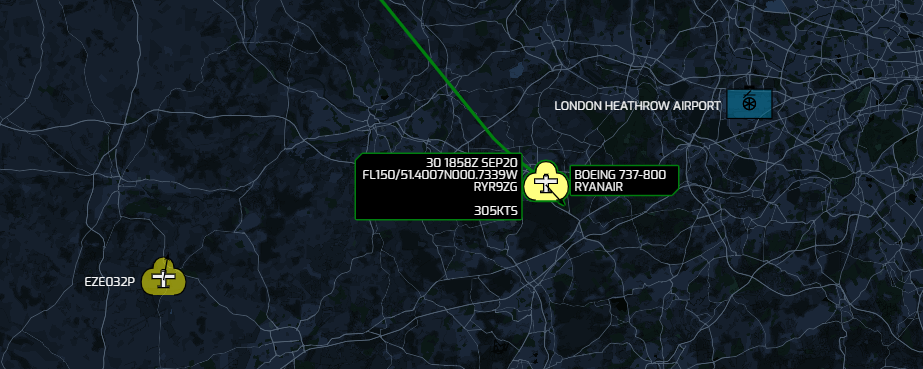 LONDON HEATHROW AIRPORT
30 1858Z SEP20
FL150/51.4007N000.7339W
RYR9ZG
305KTS
BOEING 737-800
RYANAIR
EZE032P